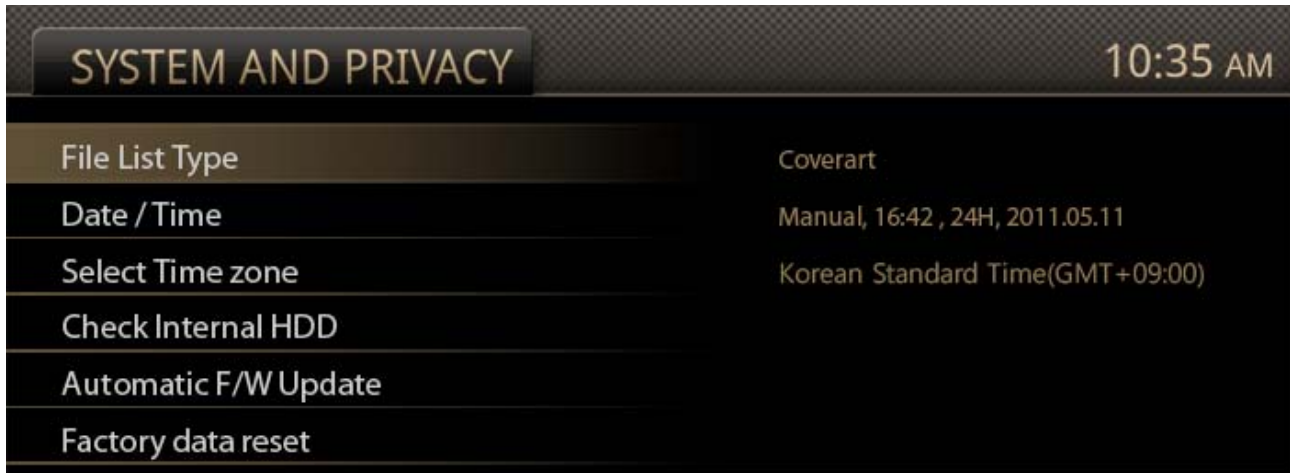 SYSTEM AND PRIVACY 10:35 AM
File List Type Coverart
Date / Time Manual, 16:42 , 24H, 2011.05.11
Select Time zone Korean Standard Time(GMT+09:00)
Check Internal HDD
Automatic F/W Update
Factory data reset